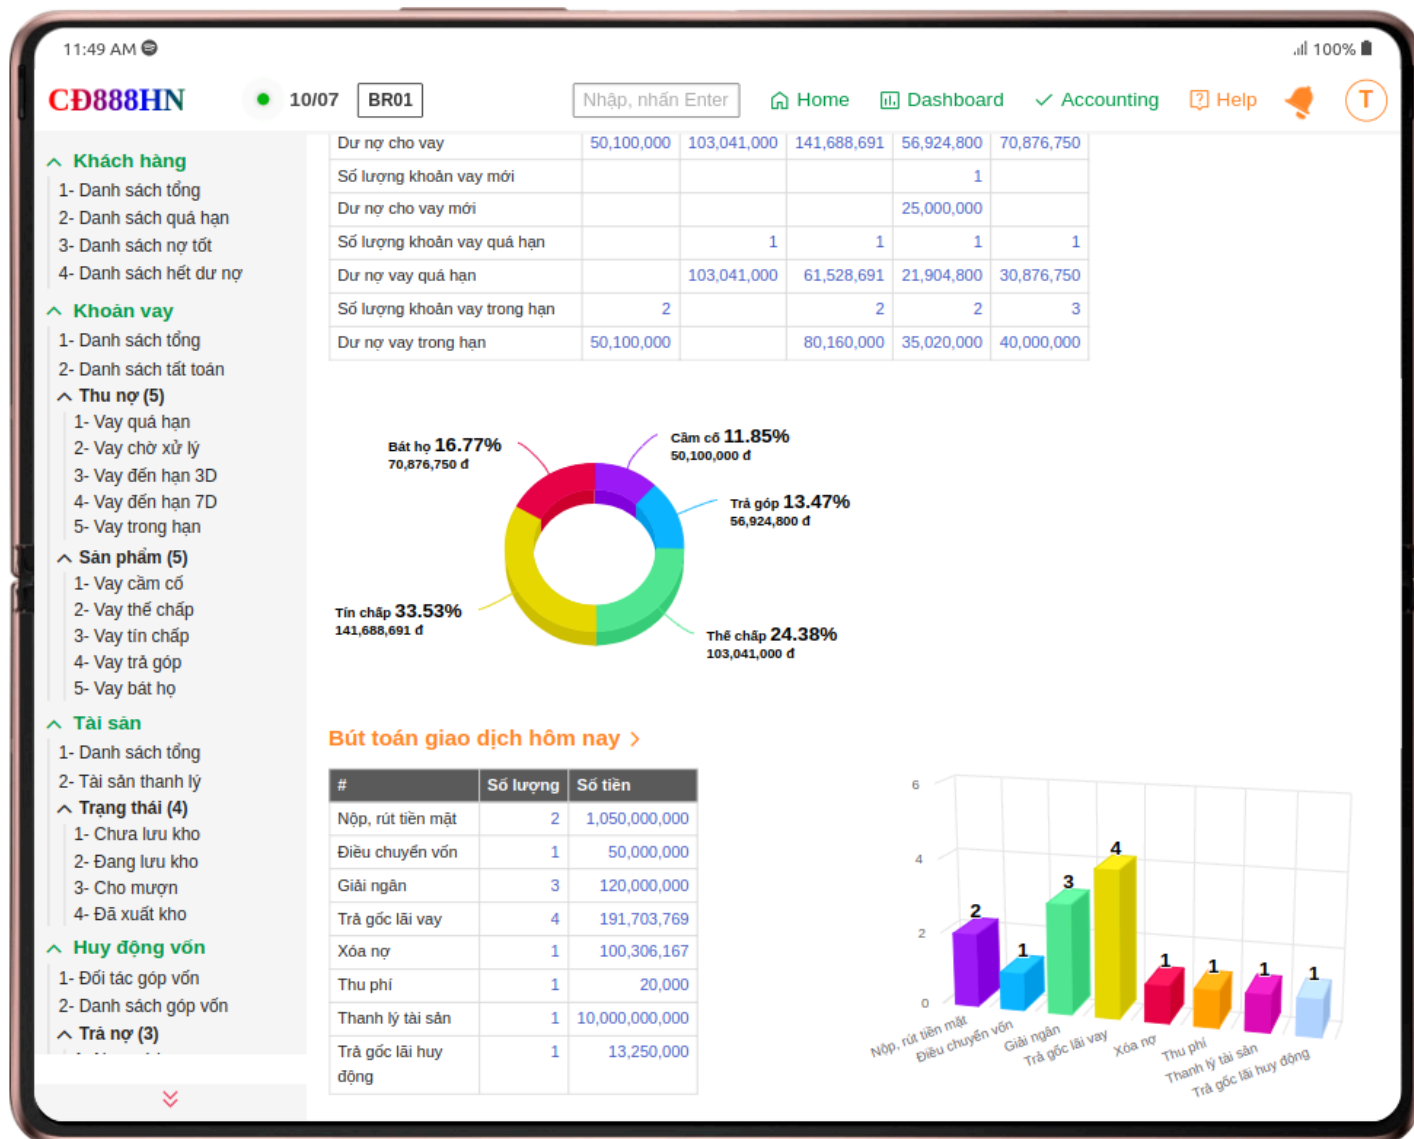 11:49 AM
100%
CĐ888HN
10/07
BR01
Nhập, nhấn Enter
Home
Dashboard
Accounting
Help
T
Khách hàng
1- Danh sách tổng
2- Danh sách quá hạn
3- Danh sách nợ tốt
4- Danh sách hết dư nợ
Khoản vay
1- Danh sách tổng
2- Danh sách tất toán
Thu nợ (5)
1- Vay quá hạn
2- Vay chờ xử lý
3- Vay đến hạn 3D
4- Vay đến hạn 7D
5- Vay trong hạn
Sản phẩm (5)
1- Vay cầm cố
2- Vay thế chấp
3- Vay tín chấp
4- Vay trả góp
5- Vay bát họ
Tài sản
1- Danh sách tổng
2- Tài sản thanh lý
Trạng thái (4)
1- Chưa lưu kho
2- Đang lưu kho
3- Cho mượn
4- Đã xuất kho
Huy động vốn
1- Đối tác góp vốn
2- Danh sách góp vốn
Trả nợ (3)
Dư nợ cho vay 50,100,000 103,041,000 141,688,691 56,924,800 70,876,750
Số lượng khoản vay mới 1
Dư nợ cho vay mới 25,000,000
Số lượng khoản vay quá hạn 1 1 1 1
Dư nợ vay quá hạn 103,041,000 61,528,691 21,904,800 30,876,750
Số lượng khoản vay trong hạn 2 2 2 3
Dư nợ vay trong hạn 50,100,000 80,160,000 35,020,000 40,000,000
Bát họ 16.77%
70,876,750 đ
Cầm cố 11.85%
50,100,000 đ
Trả góp 13.47%
56,924,800 đ
Tín chấp 33.53%
141,688,691 đ
Thế chấp 24.38%
103,041,000 đ
Bút toán giao dịch hôm nay
# Số lượng Số tiền
Nộp, rút tiền mặt 2 1,050,000,000
Điều chuyển vốn 1 50,000,000
Giải ngân 3 120,000,000
Trả gốc lãi vay 4 191,703,769
Xóa nợ 1 100,306,167
Thu phí 1 20,000
Thanh lý tài sản 1 10,000,000,000
Trả gốc lãi huy 1 13,250,000
động
6
4
2
0
2
1
3
4
1
1
1
1
Nộp, rút tiền mặt
Điều chuyển vốn
Giải ngân
Trả gốc lãi vay
Xóa nợ
Thu phí
Thanh lý tài sản
Trả gốc lãi huy động